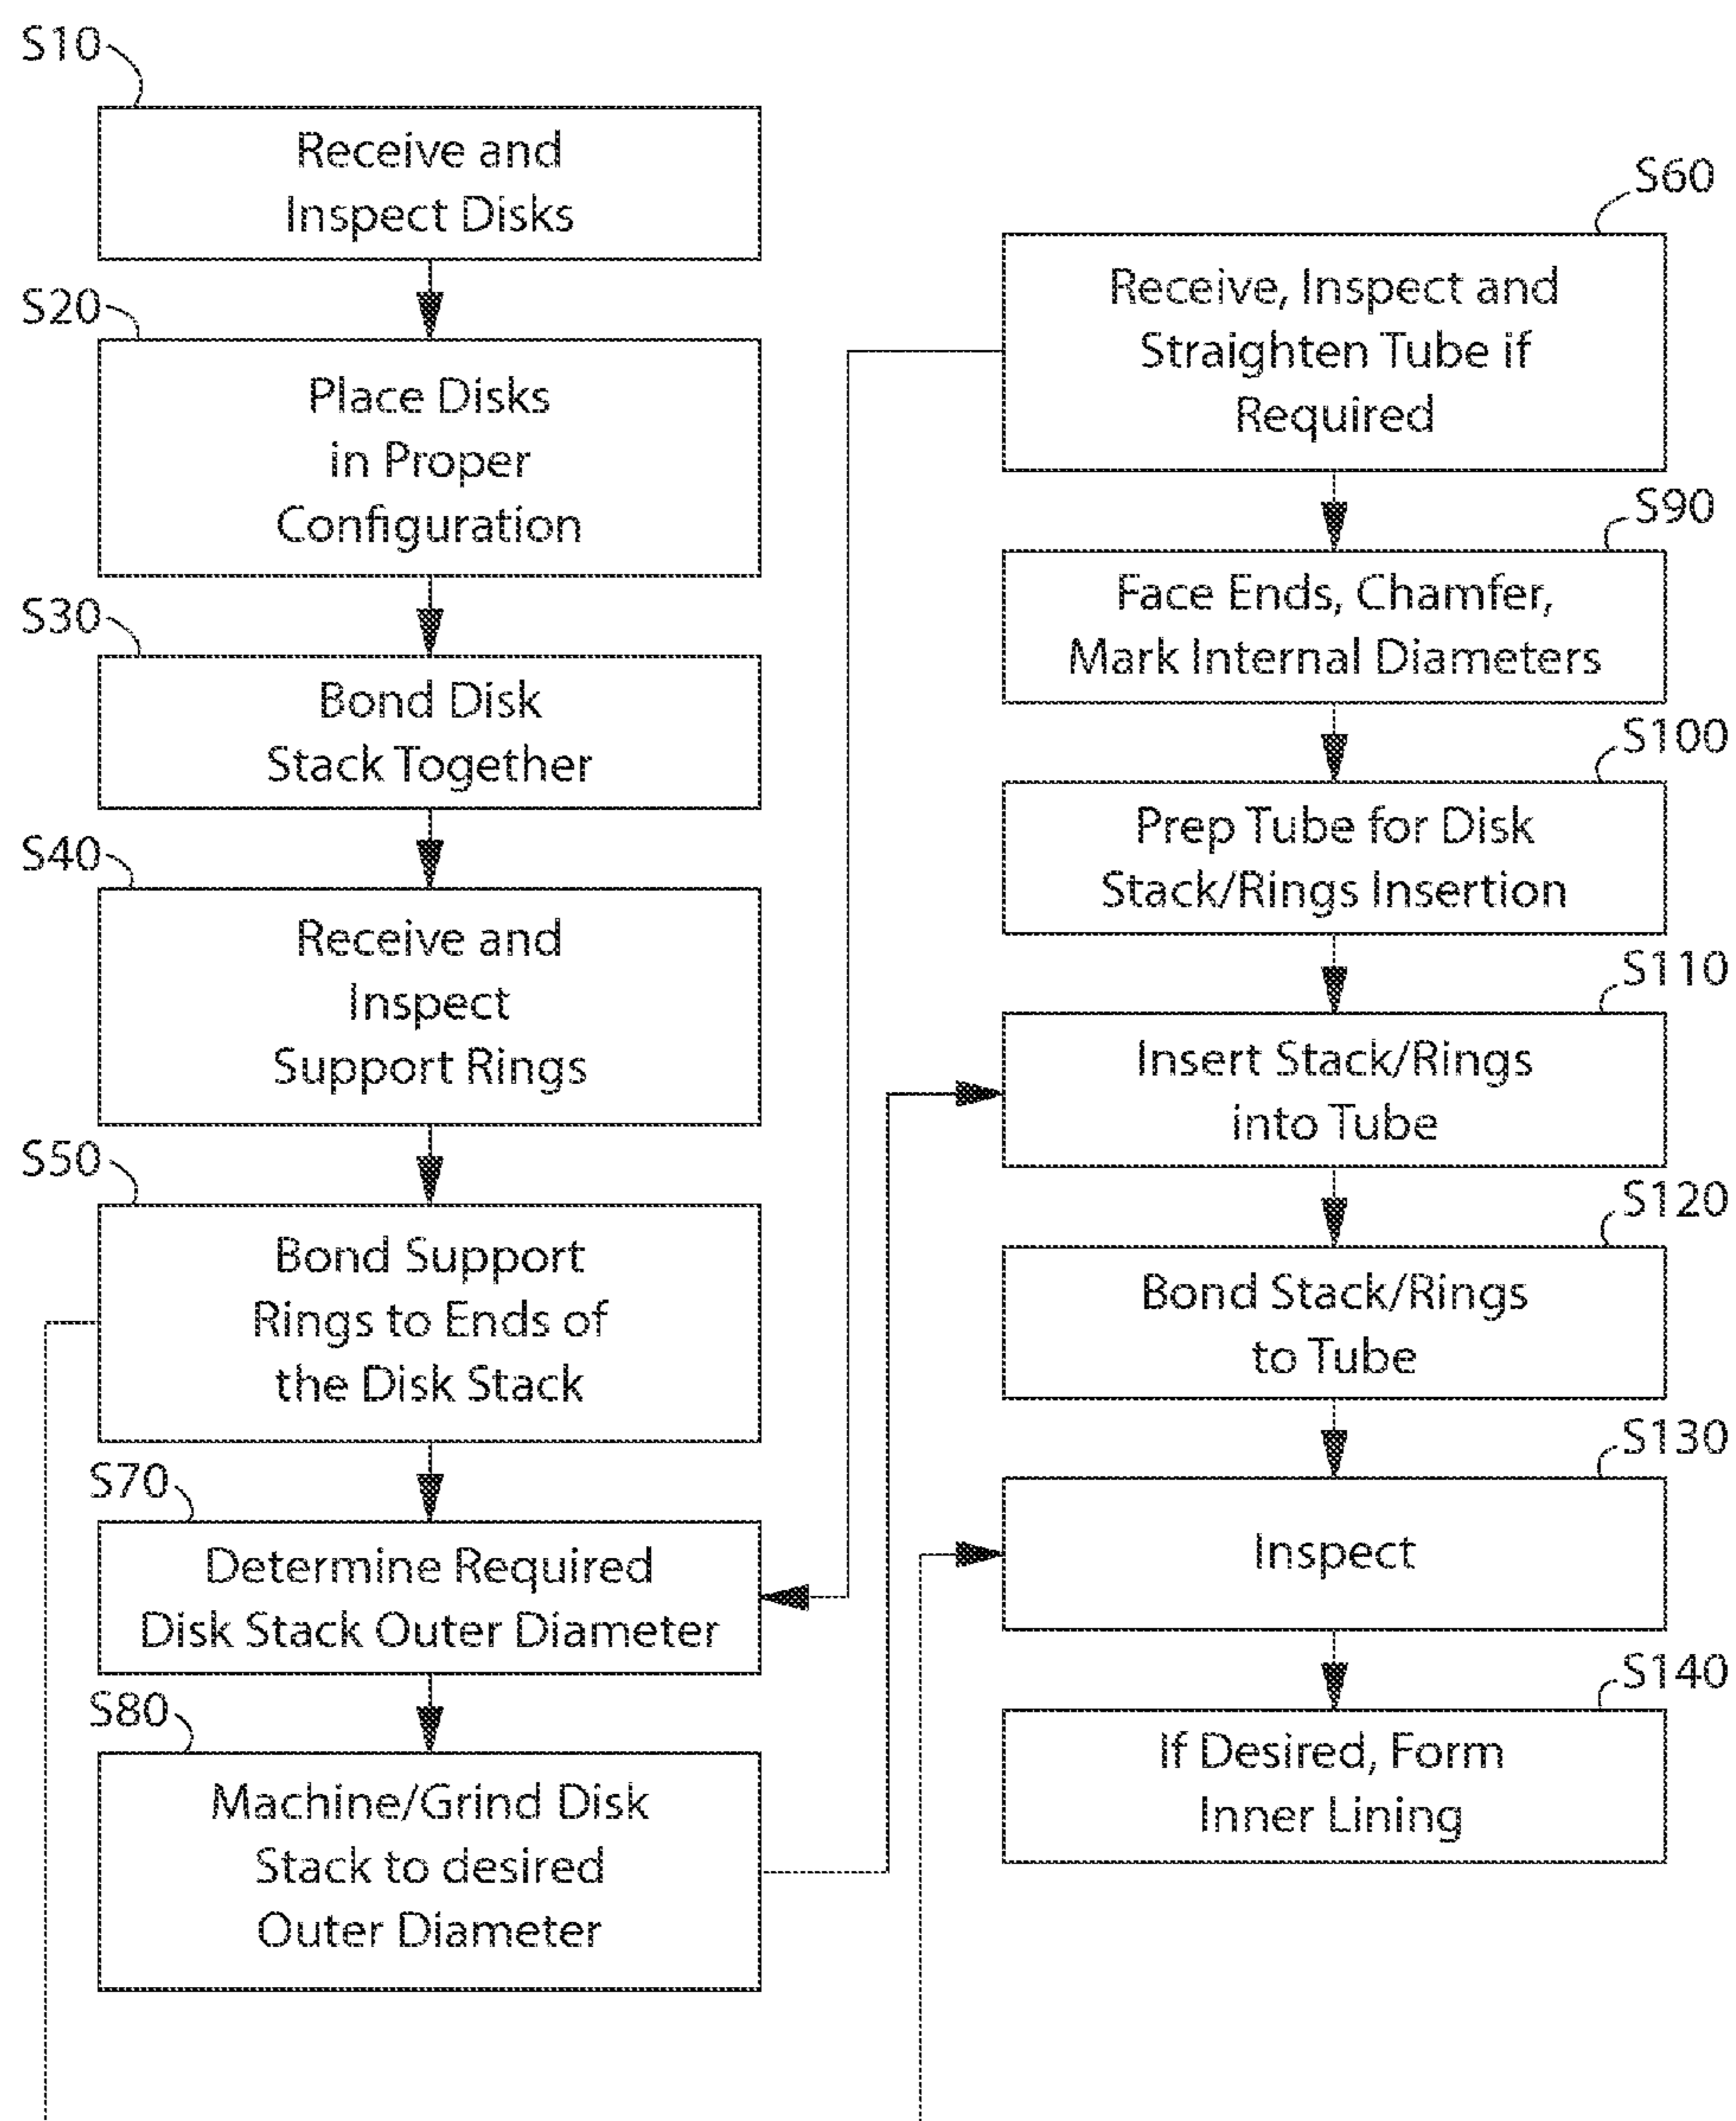 S10
Receive and
Inspect Disks
S20
Place Disks
in Proper
Configuration
S30
Bond Disk
Stack Together
S40
Receive and
Inspect
Support Rings
S50
Bond Support
Rings to Ends of
the Disk Stack
S70
Determine Required
Disk Stack Outer Diameter
S80
Machine/Grind Disk
Stack to desired
Outer Diameter
S60
Receive, Inspect and
Straighten Tube if
Required
S90
Face Ends, Chamfer,
Mark Internal Diameters
S100
Prep Tube for Disk
Stack/Rings Insertion
S110
Insert Stack/Rings
into Tube
S120
Bond Stack/Rings
to Tube
S130
Inspect
S140
If Desired, Form
Inner Lining